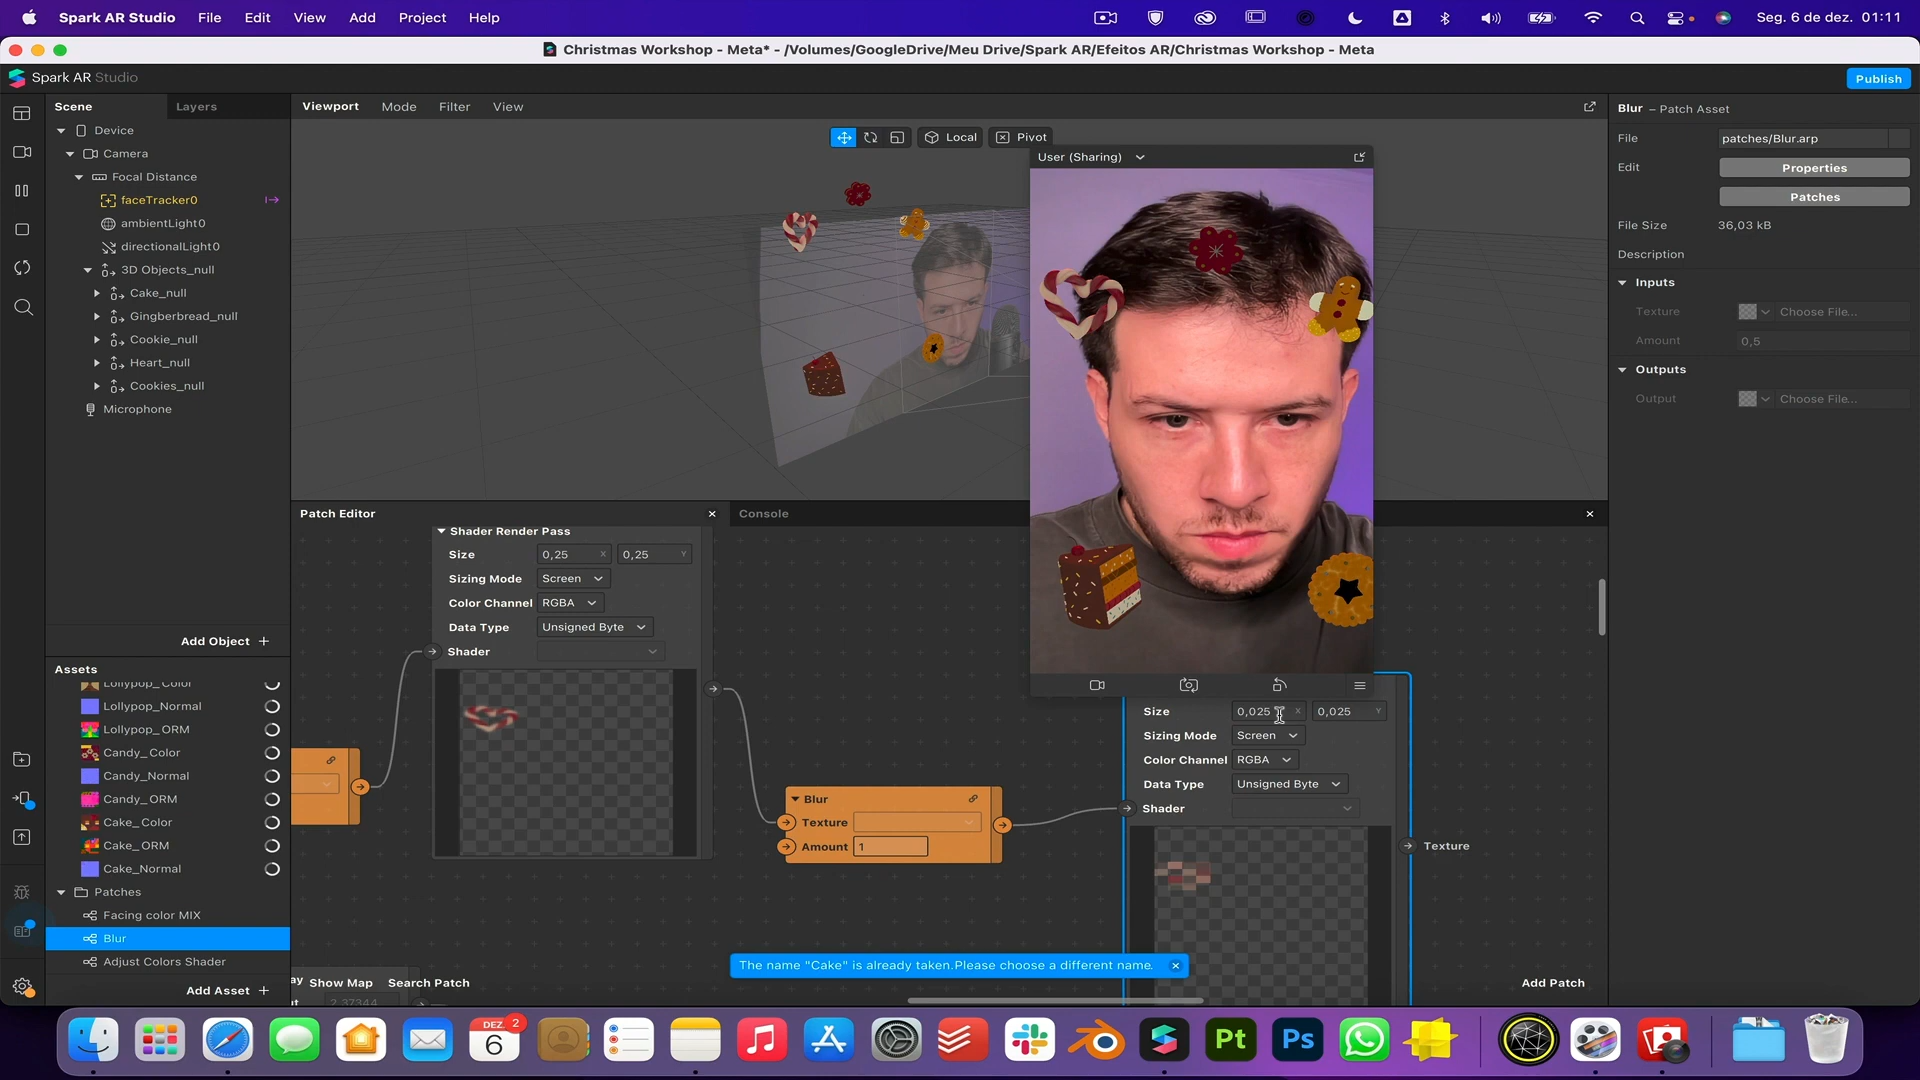 Spark AR Studio File Edit View Add Project Help
Seg. 6 de dez. 01:11
Christmas Workshop - Meta* - /Volumes/GoogleDrive/Meu Drive/Spark AR/Efeitos AR/Christmas Workshop - Meta
Spark AR Studio
Publish
Scene Layers
Device
Camera
Focal Distance
faceTracker0
ambientLight0
directionalLight0
3D Objects_null
Cake_null
Gingberbread_null
Cookie_null
Heart_null
Cookies_null
Microphone
Add Object +
Assets
Lollypop_Color
Lollypop_Normal
Lollypop_ORM
Candy_Color
Candy_Normal
Candy_ORM
Cake_Color
Cake_ORM
Cake_Normal
Patches
Facing color MIX
Blur
Adjust Colors Shader
Add Asset +
Viewport Mode Filter View
Local Pivot
User (Sharing)
Patch Editor
Console
Shader Render Pass
Size 0,25 X 0,25 Y
Sizing Mode Screen
Color Channel RGBA
Data Type Unsigned Byte
Shader
Blur
Texture
Amount 1
Size 0,025 X 0,025 Y
Sizing Mode Screen
Color Channel RGBA
Data Type Unsigned Byte
Shader
Texture
The name "Cake" is already taken.Please choose a different name.
Show Map Search Patch
2.37344
Add Patch
Blur – Patch Asset
File patches/Blur.arp
Edit Properties
Patches
File Size 36,03 kB
Description
Inputs
Texture Choose File...
Amount 0,5
Outputs
Output Choose File...
DEZ. 2
6
Pt
Ps